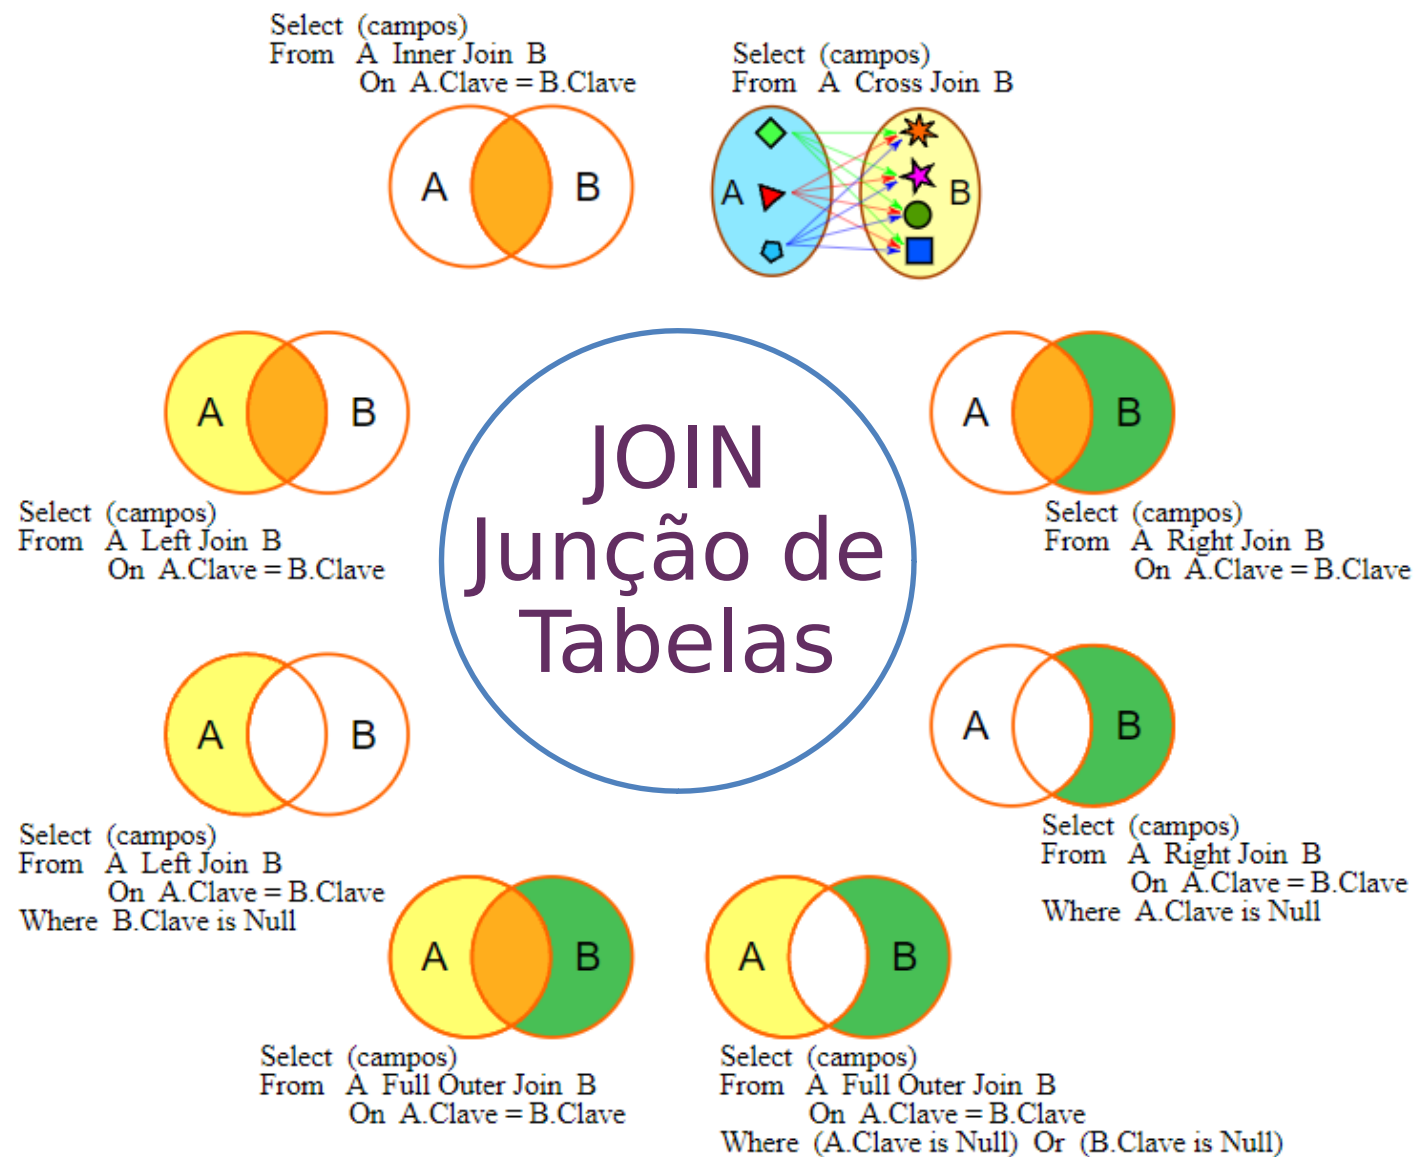 Select (campos)
From A Inner Join B
On A.Clave = B.Clave
A B
Select (campos)
From A Cross Join B
A B
A B
Select (campos)
From A Left Join B
On A.Clave = B.Clave
JOIN
Junção de
Tabelas
A B
Select (campos)
From A Right Join B
On A.Clave = B.Clave
A B
Select (campos)
From A Left Join B
On A.Clave = B.Clave
Where B.Clave is Null
A B
Select (campos)
From A Right Join B
On A.Clave = B.Clave
Where A.Clave is Null
A B
Select (campos)
From A Full Outer Join B
On A.Clave = B.Clave
A B
Select (campos)
From A Full Outer Join B
On A.Clave = B.Clave
Where (A.Clave is Null) Or (B.Clave is Null)